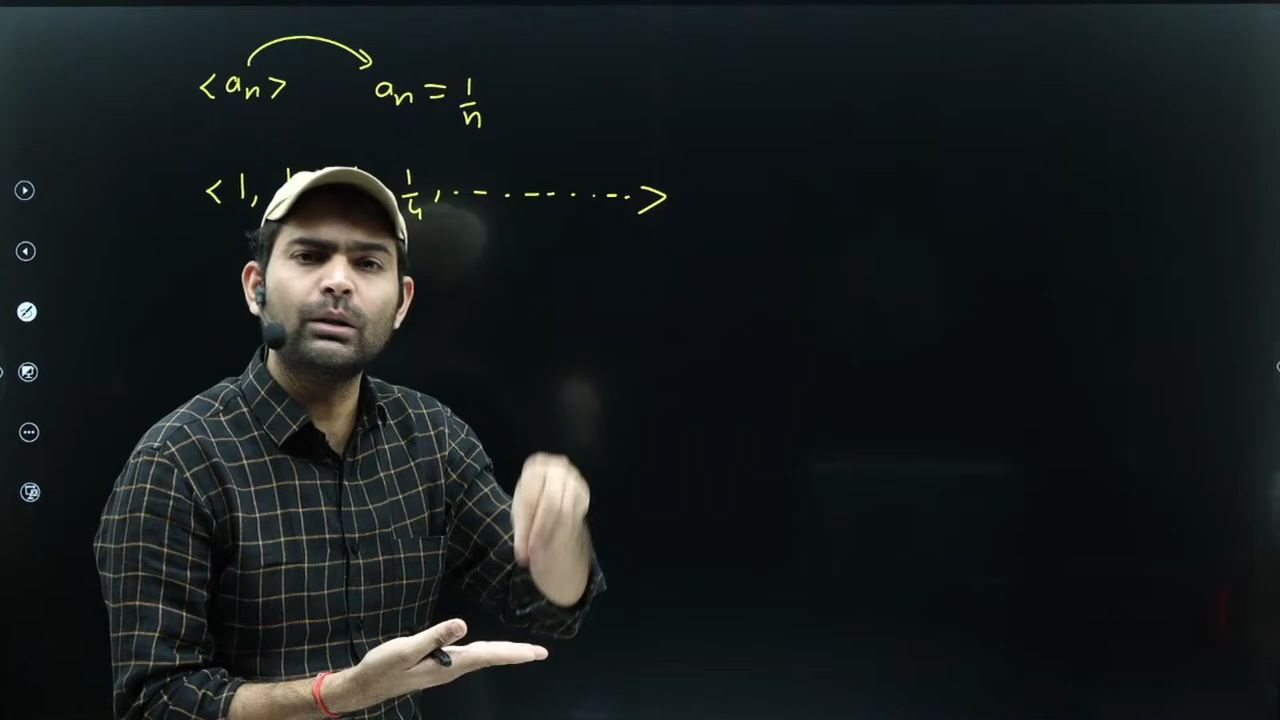 <aₙ> aₙ = 1/n
< 1, 1/4, ..........>